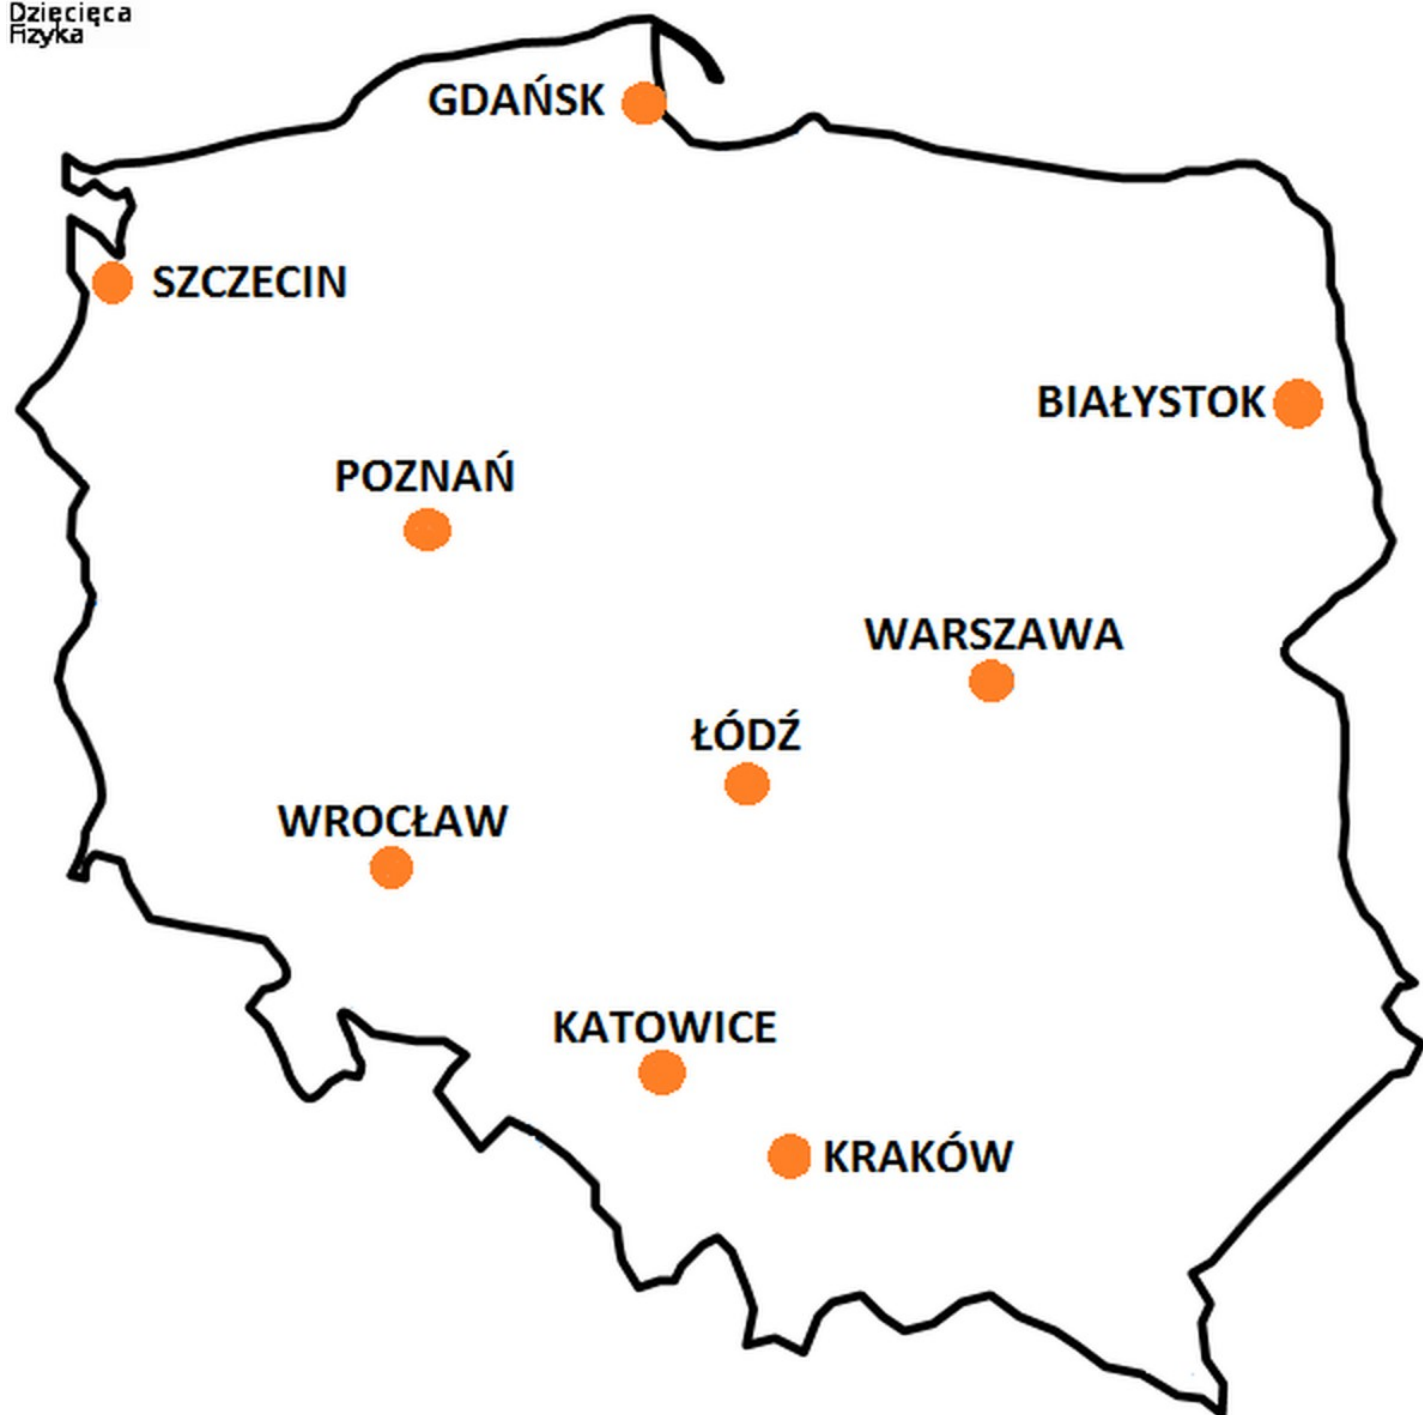 Dziecięca
Fizyka
GDAŃSK
SZCZECIN
BIAŁYSTOK
POZNAŃ
WARSZAWA
ŁÓDŹ
WROCŁAW
KATOWICE
KRAKÓW